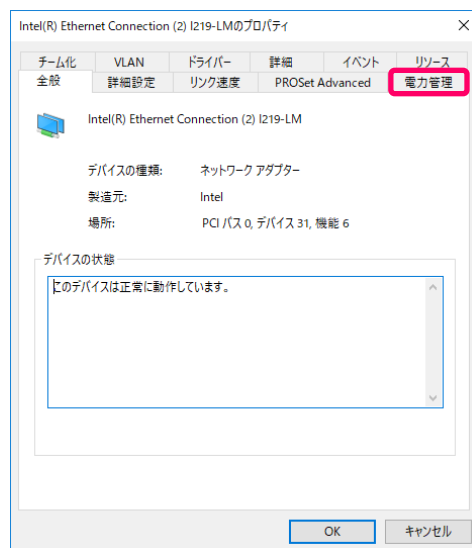 Intel(R) Ethernet Connection (2) I219-LMのプロパティ
チーム化 VLAN ドライバー 詳細 イベント リソース
全般 詳細設定 リンク速度 PROSet Advanced 電力管理
Intel(R) Ethernet Connection (2) I219-LM
デバイスの種類: ネットワーク アダプター
製造元: Intel
場所: PCI バス 0, デバイス 31, 機能 6
デバイスの状態
このデバイスは正常に動作しています。
OK キャンセル